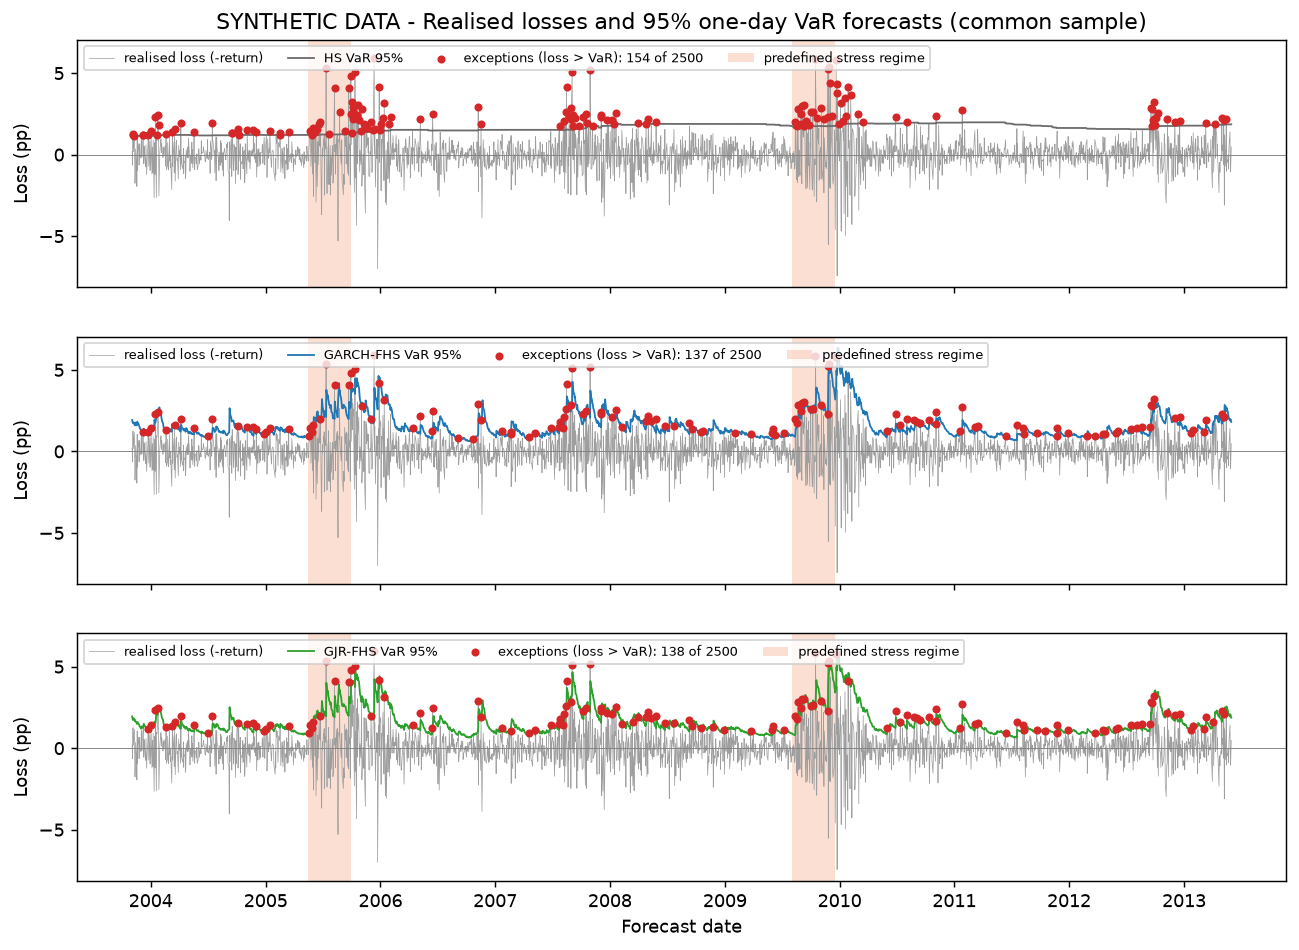 SYNTHETIC DATA - Realised losses and 95% one-day VaR forecasts (common sample)
realised loss (-return) HS VaR 95% exceptions (loss > VaR): 154 of 2500 predefined stress regime
Loss (pp)
5
0
−5
realised loss (-return) GARCH-FHS VaR 95% exceptions (loss > VaR): 137 of 2500 predefined stress regime
Loss (pp)
5
0
−5
realised loss (-return) GJR-FHS VaR 95% exceptions (loss > VaR): 138 of 2500 predefined stress regime
Loss (pp)
5
0
−5
2004 2005 2006 2007 2008 2009 2010 2011 2012 2013
Forecast date